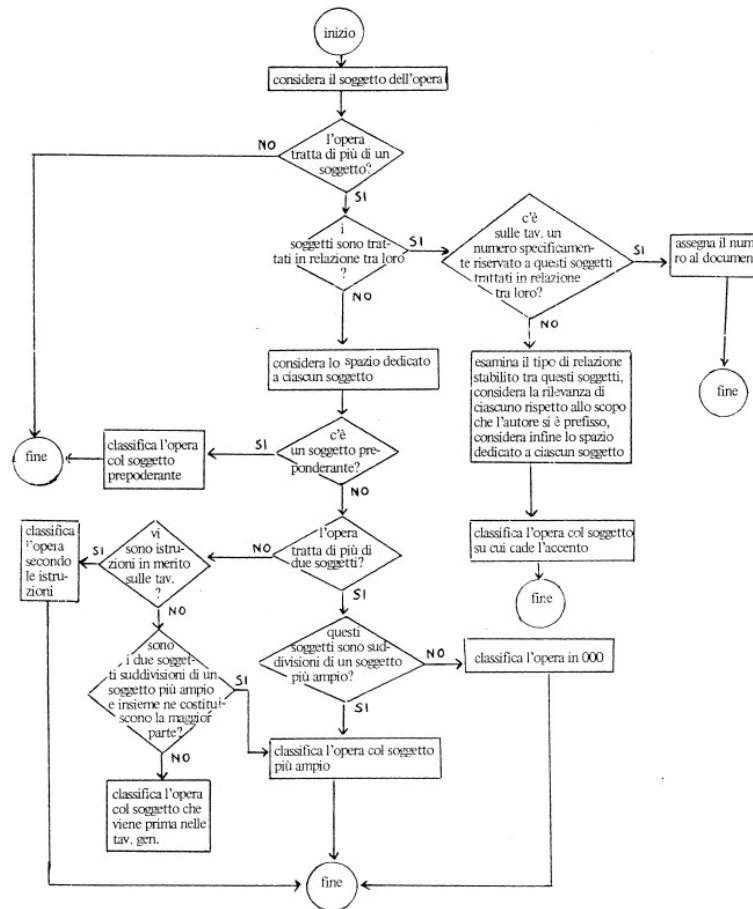 inizio
considera il soggetto dell'opera
l'opera
tratta di più di un
soggetto?
NO
SI
i
soggetti sono trat-
tati in relazione tra loro
?
SI
NO
c'è
sulle tav. un
numero specificamen-
te riservato a questi soggetti
trattati in relazione
tra loro?
SI
NO
assegna il nume
ro al document
fine
considera lo spazio dedicato
a ciascun soggetto
esamina il tipo di relazione
stabilito tra questi soggetti,
considera la rilevanza di
ciascuno rispetto allo scopo
che l'autore si è prefisso,
considera infine lo spazio
dedicato a ciascun soggetto
c'è
un soggetto pre-
ponderante?
SI
NO
classifica l'opera
col soggetto
prepoderante
fine
classifica l'opera col soggetto
su cui cade l'accento
fine
l'opera
tratta di più di
due soggetti?
NO
SI
vi
sono istruzioni
in merito
sulle tav.
?
SI
NO
classifica
l'opera
secondo
le istru-
zioni
questi
soggetti sono sud-
divisioni di un soggetto
più ampio?
NO
SI
classifica l'opera in 000
sono
i due sogget-
ti suddivisioni di un
soggetto più ampio
e insieme ne costitui-
scono la maggior
parte?
SI
NO
classifica l'opera col soggetto
più ampio
classifica l'opera
col soggetto che
viene prima nelle
tav. gen.
fine